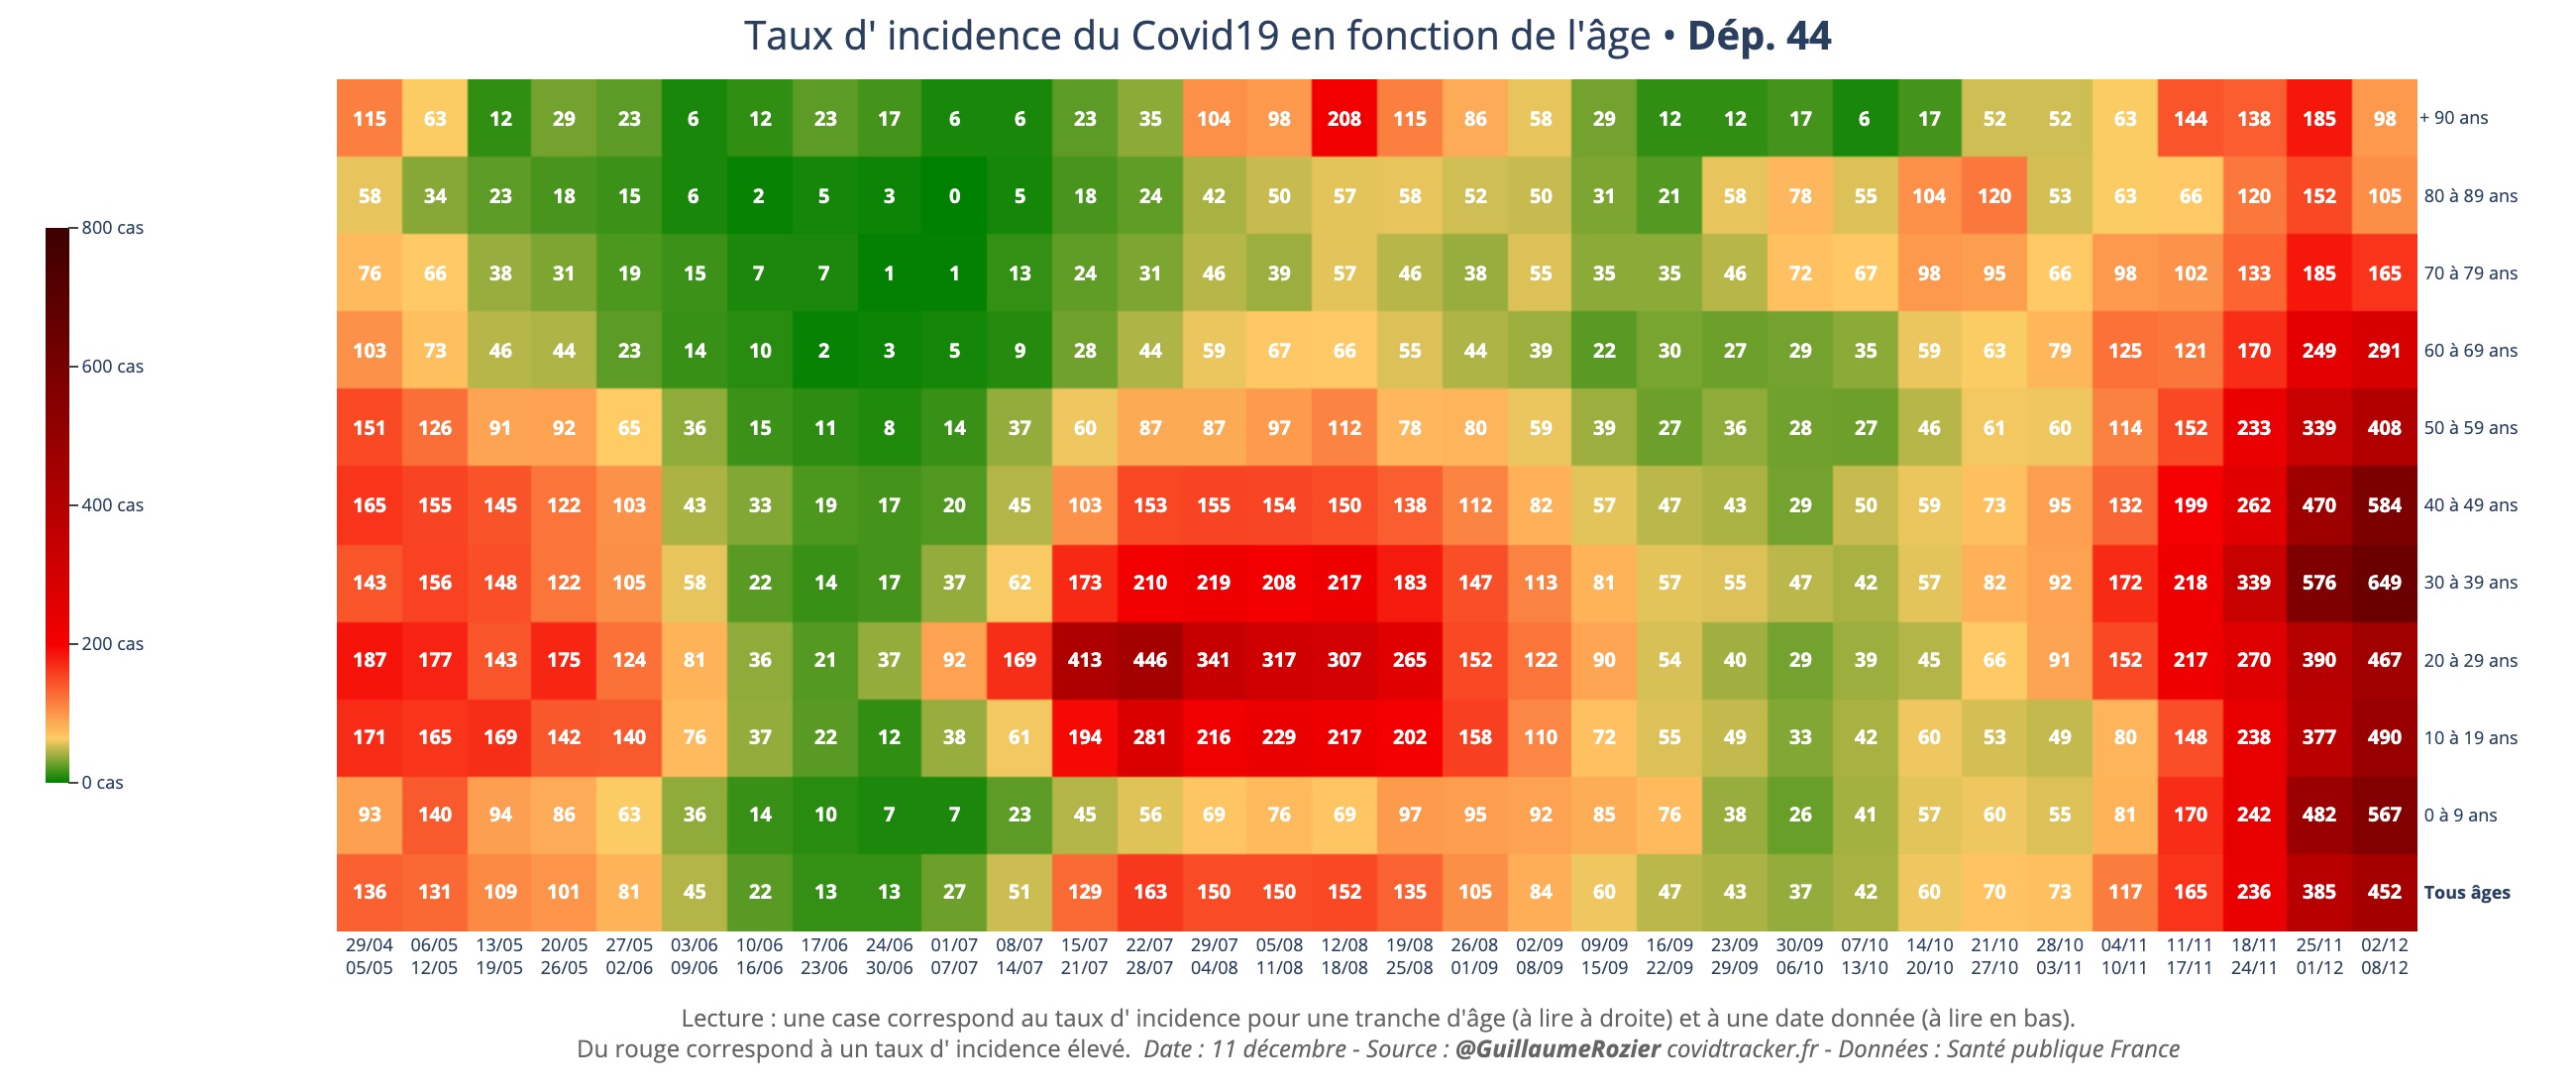 Taux d' incidence du Covid19 en fonction de l'âge • Dép. 44
800 cas
600 cas
400 cas
200 cas
0 cas
115 63 12 29 23 6 12 23 17 6 6 23 35 104 98 208 115 86 58 29 12 12 17 6 17 52 52 63 144 138 185 98 + 90 ans
58 34 23 18 15 6 2 5 3 0 5 18 24 42 50 57 58 52 50 31 21 58 78 55 104 120 53 63 66 120 152 105 80 à 89 ans
76 66 38 31 19 15 7 7 1 1 13 24 31 46 39 57 46 38 55 35 35 46 72 67 98 95 66 98 102 133 185 165 70 à 79 ans
103 73 46 44 23 14 10 2 3 5 9 28 44 59 67 66 55 44 39 22 30 27 29 35 59 63 79 125 121 170 249 291 60 à 69 ans
151 126 91 92 65 36 15 11 8 14 37 60 87 87 97 112 78 80 59 39 27 36 28 27 46 61 60 114 152 233 339 408 50 à 59 ans
165 155 145 122 103 43 33 19 17 20 45 103 153 155 154 150 138 112 82 57 47 43 29 50 59 73 95 132 199 262 470 584 40 à 49 ans
143 156 148 122 105 58 22 14 17 37 62 173 210 219 208 217 183 147 113 81 57 55 47 42 57 82 92 172 218 339 576 649 30 à 39 ans
187 177 143 175 124 81 36 21 37 92 169 413 446 341 317 307 265 152 122 90 54 40 29 39 45 66 91 152 217 270 390 467 20 à 29 ans
171 165 169 142 140 76 37 22 12 38 61 194 281 216 229 217 202 158 110 72 55 49 33 42 60 53 49 80 148 238 377 490 10 à 19 ans
93 140 94 86 63 36 14 10 7 7 23 45 56 69 76 69 97 95 92 85 76 38 26 41 57 60 55 81 170 242 482 567 0 à 9 ans
136 131 109 101 81 45 22 13 13 27 51 129 163 150 150 152 135 105 84 60 47 43 37 42 60 70 73 117 165 236 385 452 Tous âges
29/04 06/05 13/05 20/05 27/05 03/06 10/06 17/06 24/06 01/07 08/07 15/07 22/07 29/07 05/08 12/08 19/08 26/08 02/09 09/09 16/09 23/09 30/09 07/10 14/10 21/10 28/10 04/11 11/11 18/11 25/11 02/12
05/05 12/05 19/05 26/05 02/06 09/06 16/06 23/06 30/06 07/07 14/07 21/07 28/07 04/08 11/08 18/08 25/08 01/09 08/09 15/09 22/09 29/09 06/10 13/10 20/10 27/10 03/11 10/11 17/11 24/11 01/12 08/12
Lecture : une case correspond au taux d' incidence pour une tranche d'âge (à lire à droite) et à une date donnée (à lire en bas).
Du rouge correspond à un taux d' incidence élevé. Date : 11 décembre - Source : @GuillaumeRozier covidtracker.fr - Données : Santé publique France